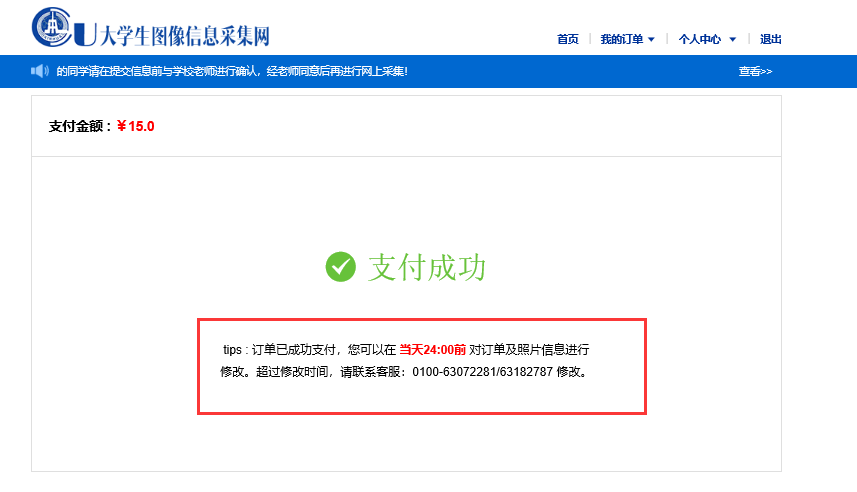 U大学生图像信息采集网
首页 | 我的订单 | 个人中心 | 退出
的同学请在提交信息前与学校老师进行确认，经老师同意后再进行网上采集！ 查看>>
支付金额：￥15.0
支付成功
tips : 订单已成功支付，您可以在 当天24:00前 对订单及照片信息进行
修改。超过修改时间，请联系客服：0100-63072281/63182787 修改。